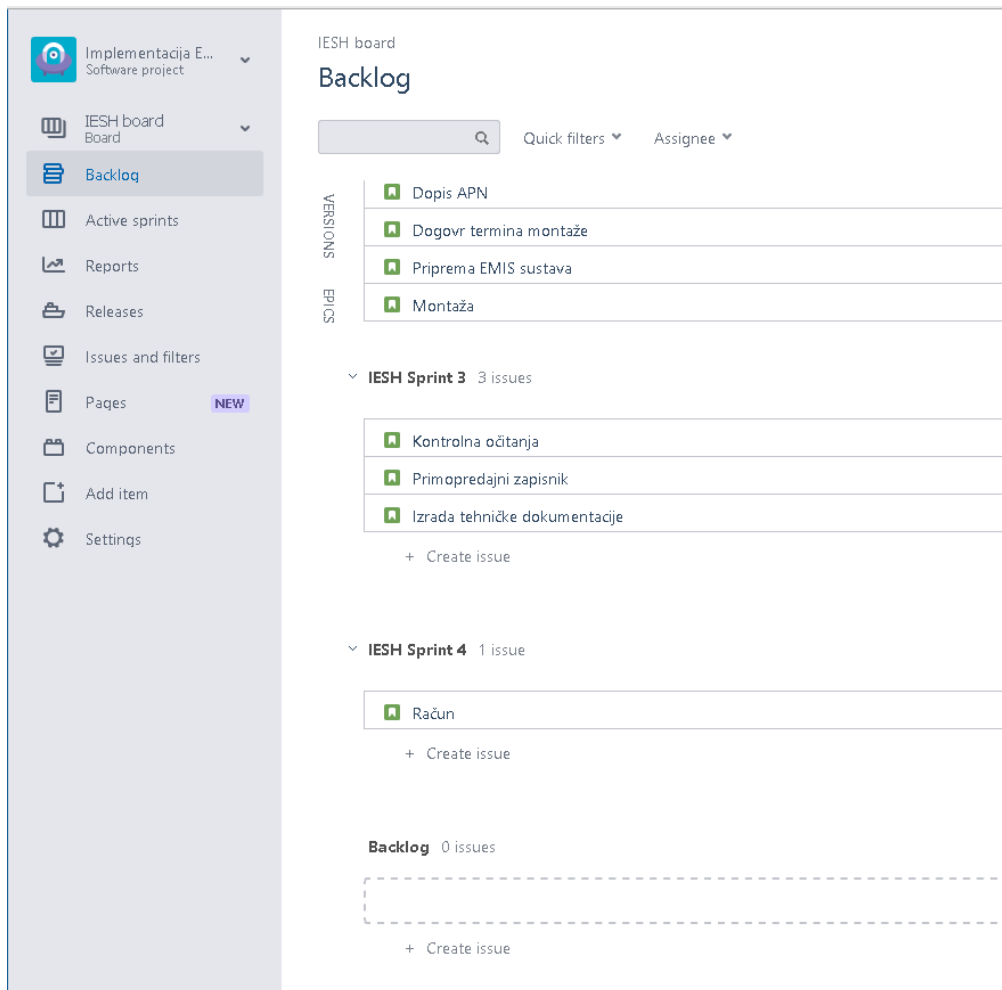 Implementacija E...
Software project
IESH board
Board
Backlog
Active sprints
Reports
Releases
Issues and filters
Pages NEW
Components
Add item
Settings
IESH board
Backlog
Quick filters Assignee
VERSIONS
EPICS
Dopis APN
Dogovr termina montaže
Priprema EMIS sustava
Montaža
IESH Sprint 3 3 issues
Kontrolna očitanja
Primopredajni zapisnik
Izrada tehničke dokumentacije
+ Create issue
IESH Sprint 4 1 issue
Račun
+ Create issue
Backlog 0 issues
+ Create issue